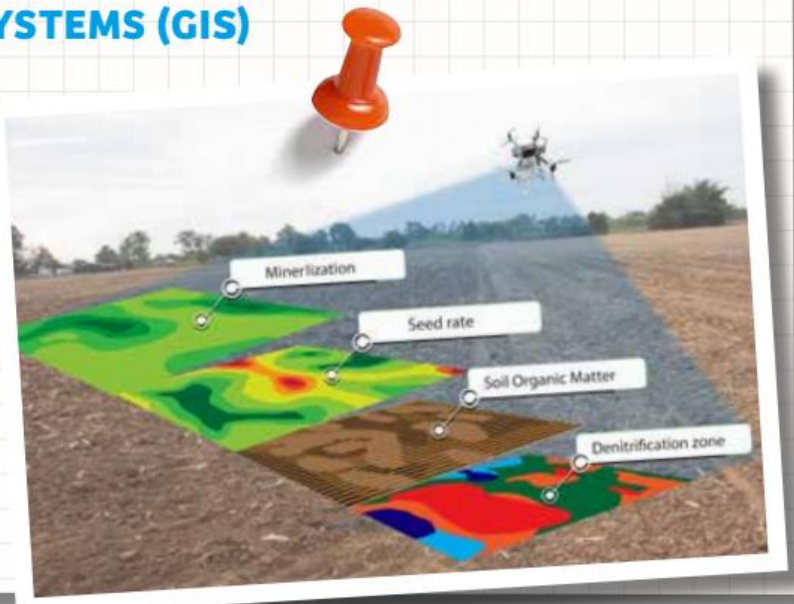 YSTEMS (GIS)
Minerlization
Seed rate
Soil Organic Matter
Denitrification zone